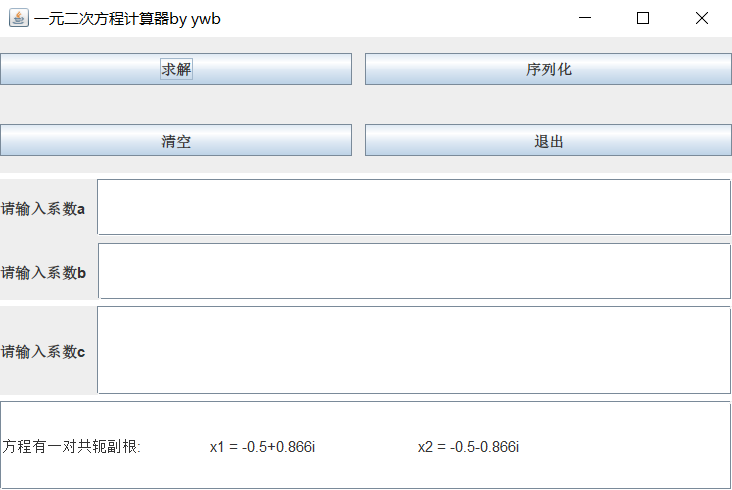 一元二次方程计算器by ywb
求解 序列化
清空 退出
请输入系数a
请输入系数b
请输入系数c
方程有一对共轭副根: x1 = -0.5+0.866i x2 = -0.5-0.866i